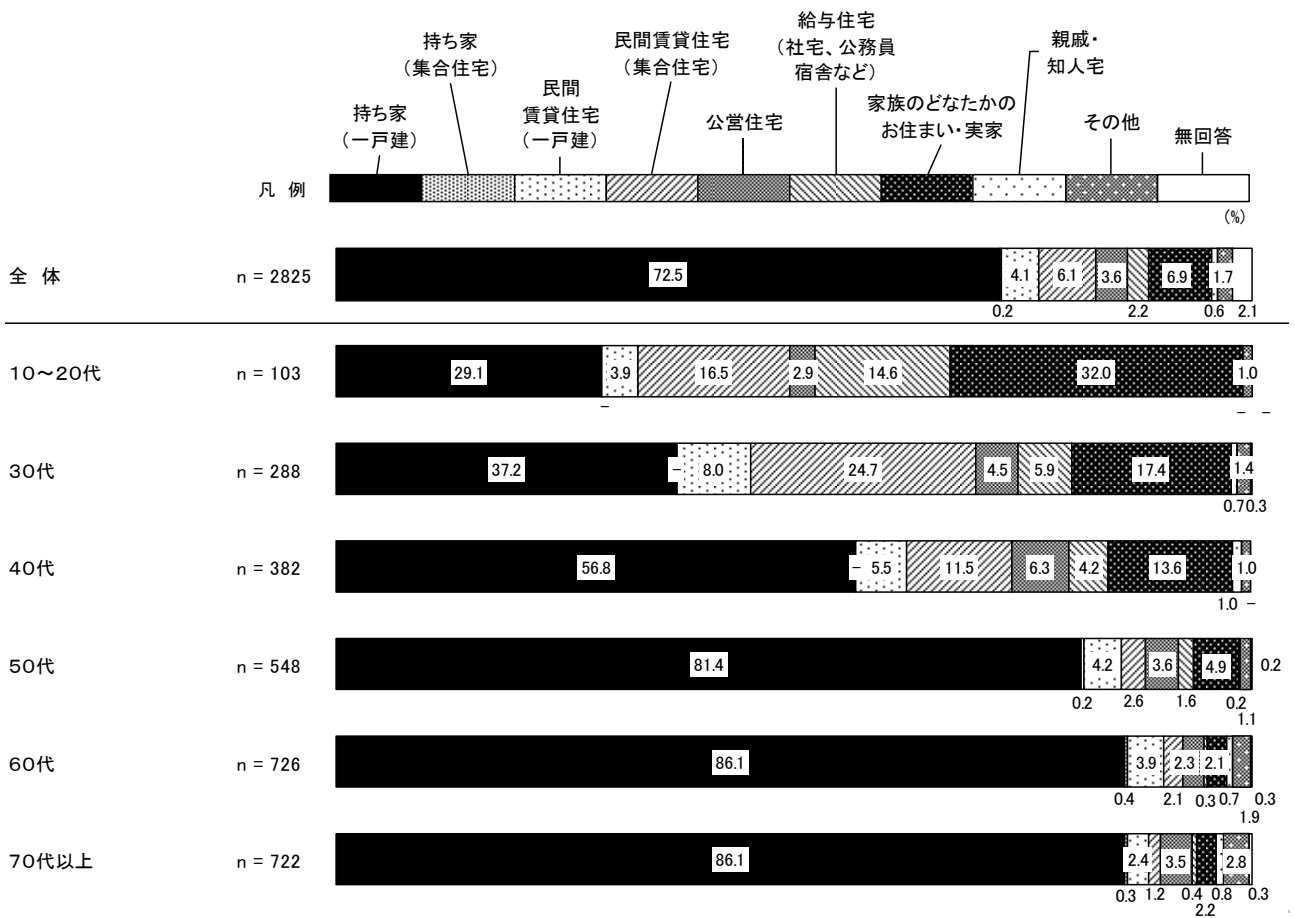 持ち家
（一戸建）
持ち家
（集合住宅）
民間
賃貸住宅
（一戸建）
民間賃貸住宅
（集合住宅）
公営住宅
給与住宅
（社宅、公務員
宿舎など）
家族のどなたかの
お住まい・実家
親戚・
知人宅
その他
無回答
凡 例
(%)
全 体 n = 2825 72.5 4.1 6.1 3.6 6.9 1.7
0.2 2.2 0.6 2.1
10～20代 n = 103 29.1 3.9 16.5 2.9 14.6 32.0 1.0
－ － －
30代 n = 288 37.2 － 8.0 24.7 4.5 5.9 17.4 1.4
0.7 0.3
40代 n = 382 56.8 － 5.5 11.5 6.3 4.2 13.6 1.0
1.0 －
50代 n = 548 81.4 4.2 3.6 4.9 0.2
0.2 2.6 1.6 0.2
1.1
60代 n = 726 86.1 3.9 2.3 2.1
0.4 2.1 0.3 0.7 0.3
1.9
70代以上 n = 722 86.1 2.4 3.5 2.8
0.3 1.2 0.4 0.8 0.3
2.2